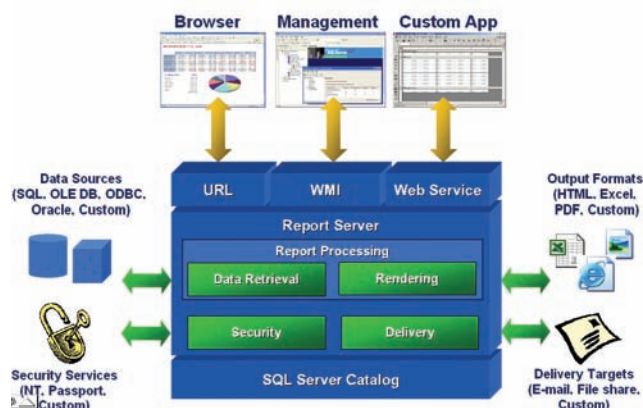 Browser
Management
Custom App
Data Sources
(SQL, OLE DB, ODBC,
Oracle, Custom)
URL
WMI
Web Service
Output Formats
(HTML, Excel,
PDF, Custom)
Report Server
Report Processing
Data Retrieval
Rendering
Security
Delivery
Security Services
(NT, Passport,
Custom)
SQL Server Catalog
Delivery Targets
(E-mail, File share,
Custom)